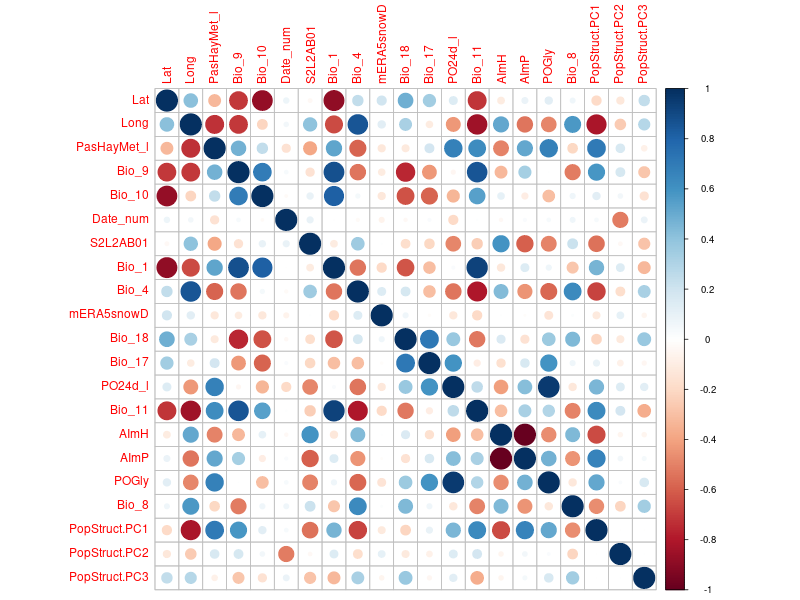 Lat
Long
PasHayMet_I
Bio_9
Bio_10
Date_num
S2L2AB01
Bio_1
Bio_4
mERA5snowD
Bio_18
Bio_17
PO24d_I
Bio_11
AlmH
AlmP
POGly
Bio_8
PopStruct.PC1
PopStruct.PC2
PopStruct.PC3
Lat
Long
PasHayMet_I
Bio_9
Bio_10
Date_num
S2L2AB01
Bio_1
Bio_4
mERA5snowD
Bio_18
Bio_17
PO24d_I
Bio_11
AlmH
AlmP
POGly
Bio_8
PopStruct.PC1
PopStruct.PC2
PopStruct.PC3
1
0.8
0.6
0.4
0.2
0
-0.2
-0.4
-0.6
-0.8
-1